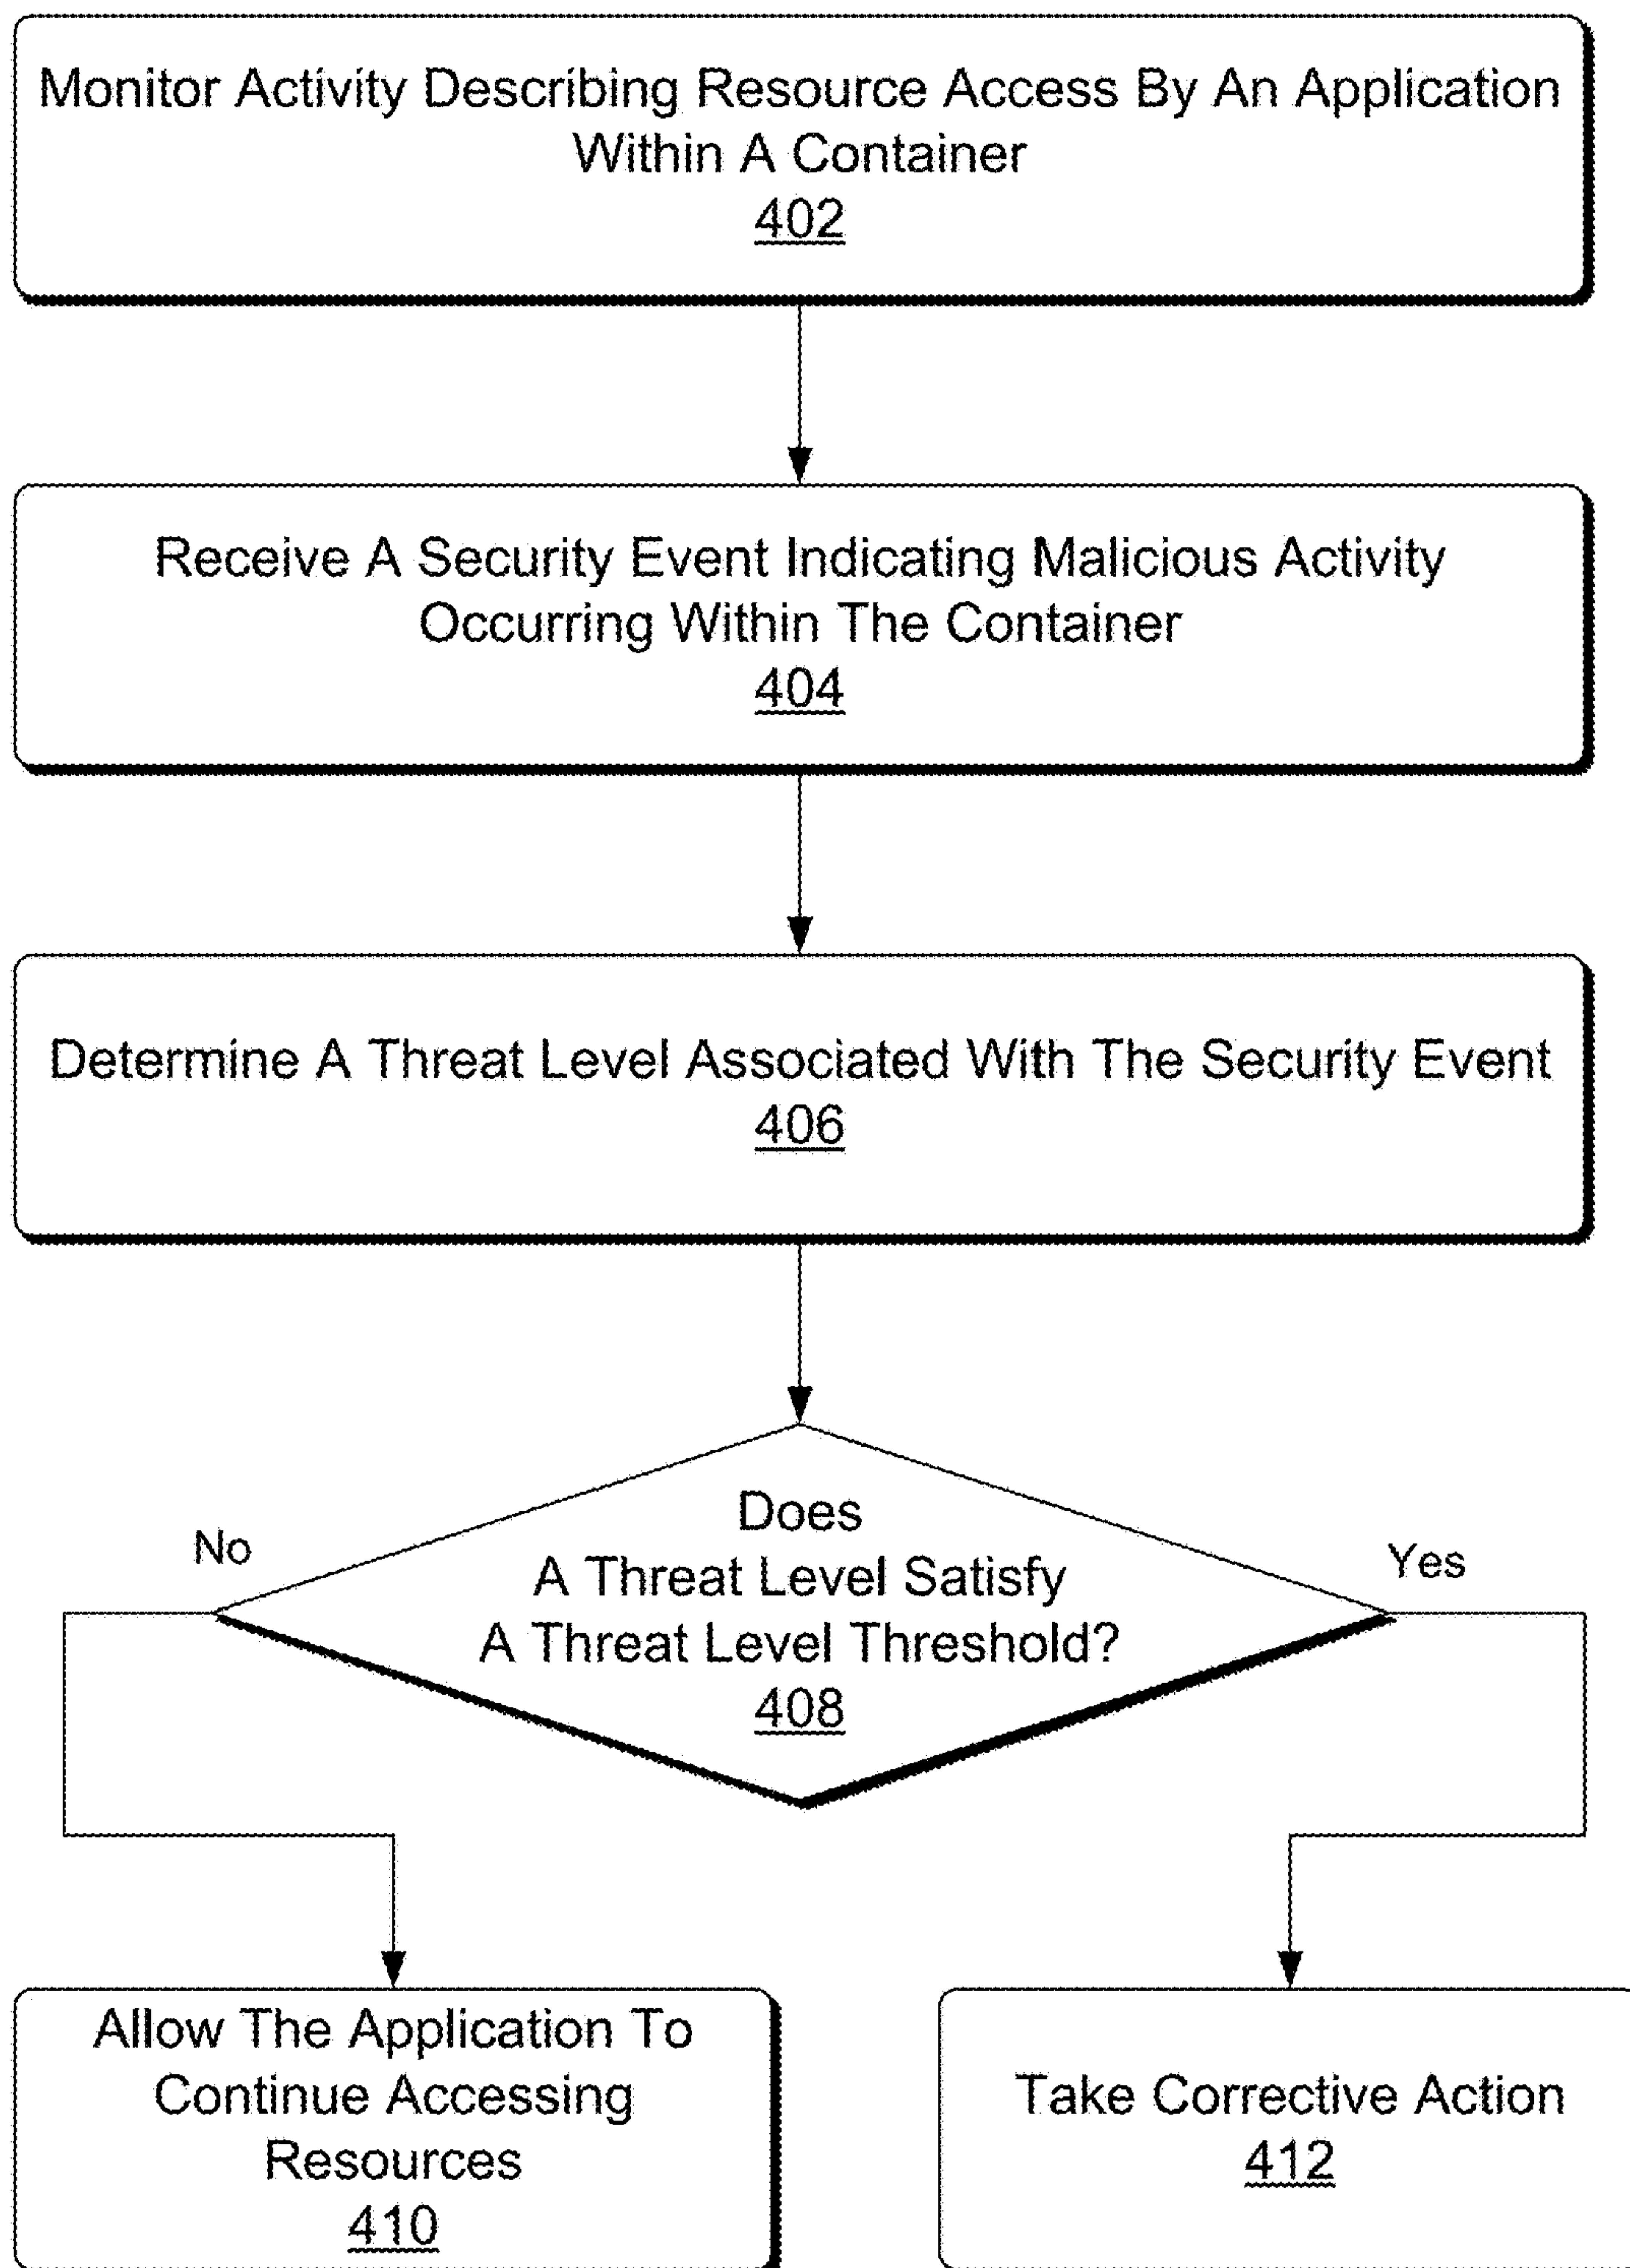 Monitor Activity Describing Resource Access By An Application
Within A Container
402
Receive A Security Event Indicating Malicious Activity
Occurring Within The Container
404
Determine A Threat Level Associated With The Security Event
406
Does
A Threat Level Satisfy
A Threat Level Threshold?
408
No
Yes
Allow The Application To
Continue Accessing
Resources
410
Take Corrective Action
412